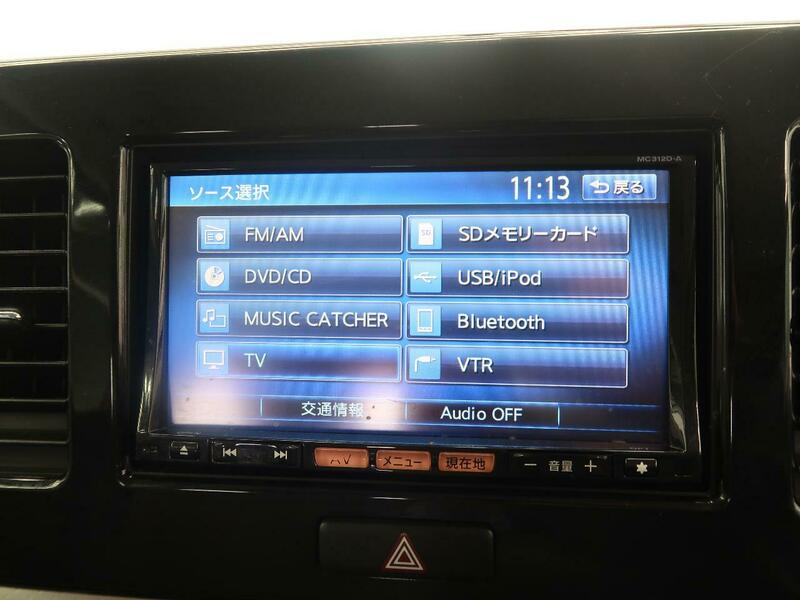 MC312D-A
ソース選択 11:13 戻る
FM/AM SDメモリーカード
DVD/CD USB/iPod
MUSIC CATCHER Bluetooth
TV VTR
交通情報 Audio OFF
AV メニュー 現在地 − 音量 +